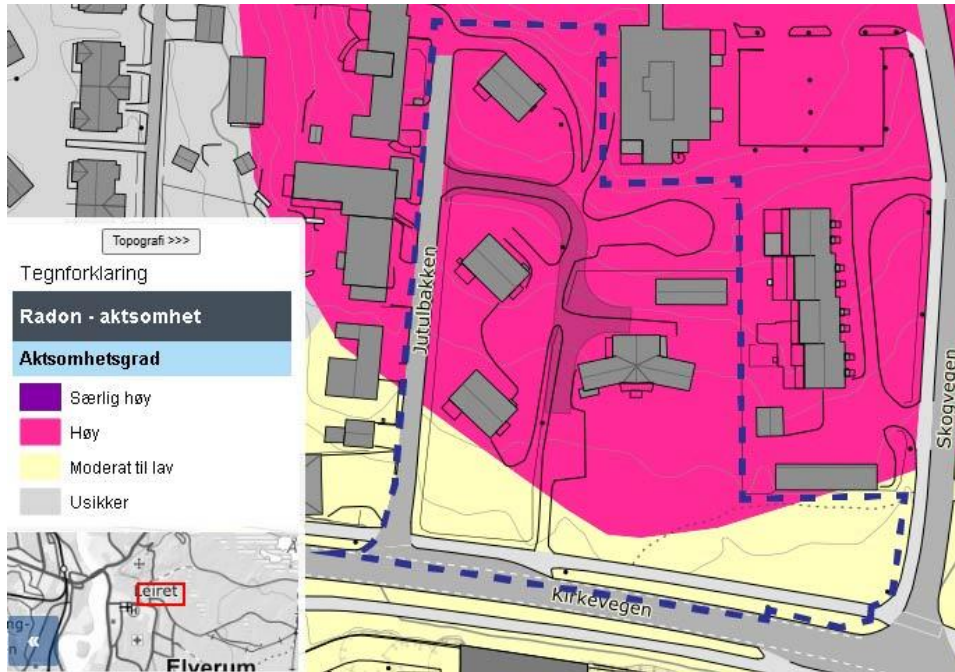 Jutulbakken
Skogvegen
Kirkevegen
Topografi >>>
Tegnforklaring
Radon - aktsomhet
Aktsomhetsgrad
Særlig høy
Høy
Moderat til lav
Usikker
Leiret
«
Elverum